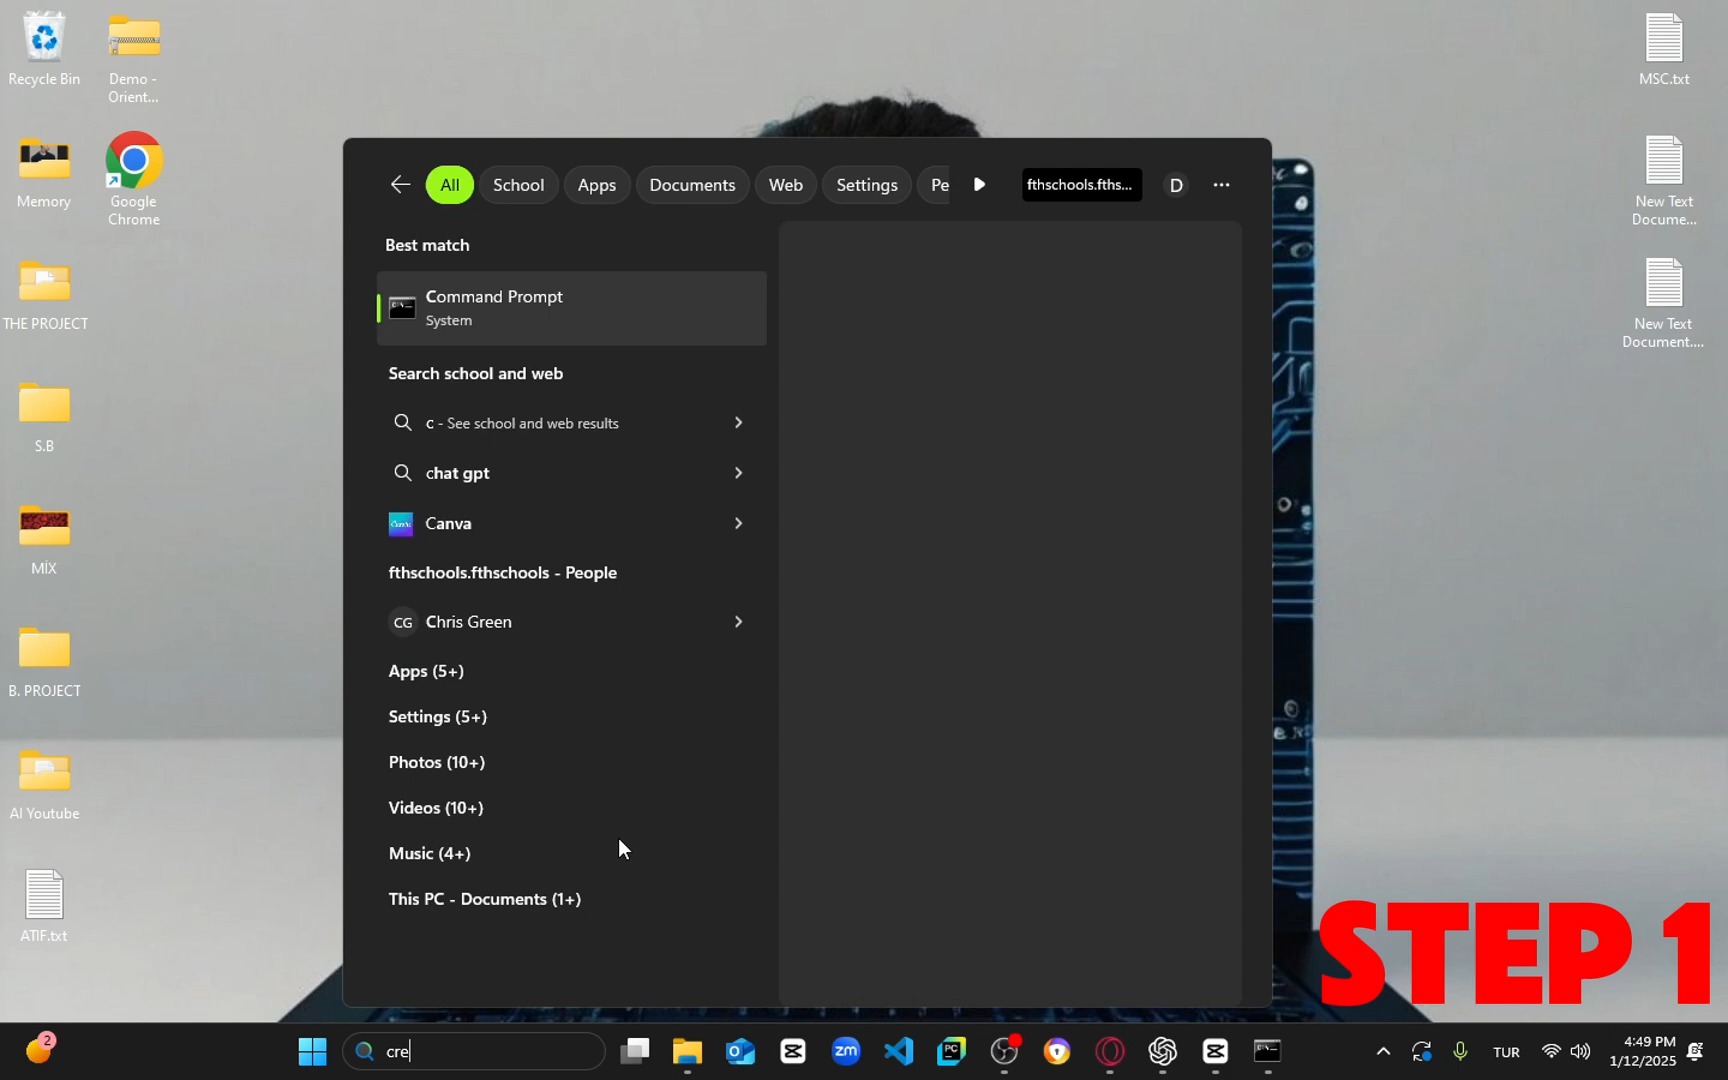 Recycle Bin
Demo -
Orient...
Memory
Google
Chrome
THE PROJECT
S.B
MİX
B. PROJECT
AI Youtube
ATIF.txt
MSC.txt
New Text
Docume...
New Text
Document....
All
School
Apps
Documents
Web
Settings
Pe
fthschools.fths...
D
Best match
Command Prompt
System
Search school and web
c - See school and web results
chat gpt
Canva
fthschools.fthschools - People
CG
Chris Green
Apps (5+)
Settings (5+)
Photos (10+)
Videos (10+)
Music (4+)
This PC - Documents (1+)
STEP 1
2
cre
zm
PC
TUR
4:49 PM
1/12/2025